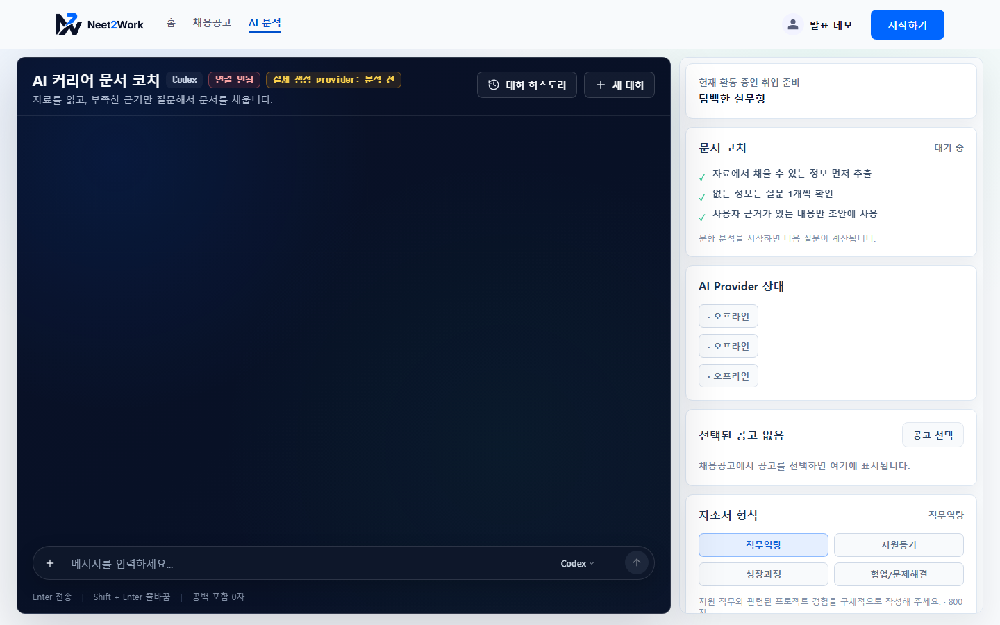 Neet2Work
홈
채용공고
AI 분석
발표 데모
시작하기
AI 커리어 문서 코치
Codex
연결 안됨
실제 생성 provider: 분석 전
자료를 읽고, 부족한 근거만 질문해서 문서를 채웁니다.
대화 히스토리
+ 새 대화
메시지를 입력하세요...
Codex
Enter 전송 | Shift + Enter 줄바꿈 | 공백 포함 0자
현재 활동 중인 취업 준비
담백한 실무형
문서 코치
대기 중
✓ 자료에서 채울 수 있는 정보 먼저 추출
✓ 없는 정보는 질문 1개씩 확인
✓ 사용자 근거가 있는 내용만 초안에 사용
문항 분석을 시작하면 다음 질문이 계산됩니다.
AI Provider 상태
· 오프라인
· 오프라인
· 오프라인
선택된 공고 없음
공고 선택
채용공고에서 공고를 선택하면 여기에 표시됩니다.
자소서 형식
직무역량
직무역량
지원동기
성장과정
협업/문제해결
지원 직무와 관련된 프로젝트 경험을 구체적으로 작성해 주세요. · 800
자